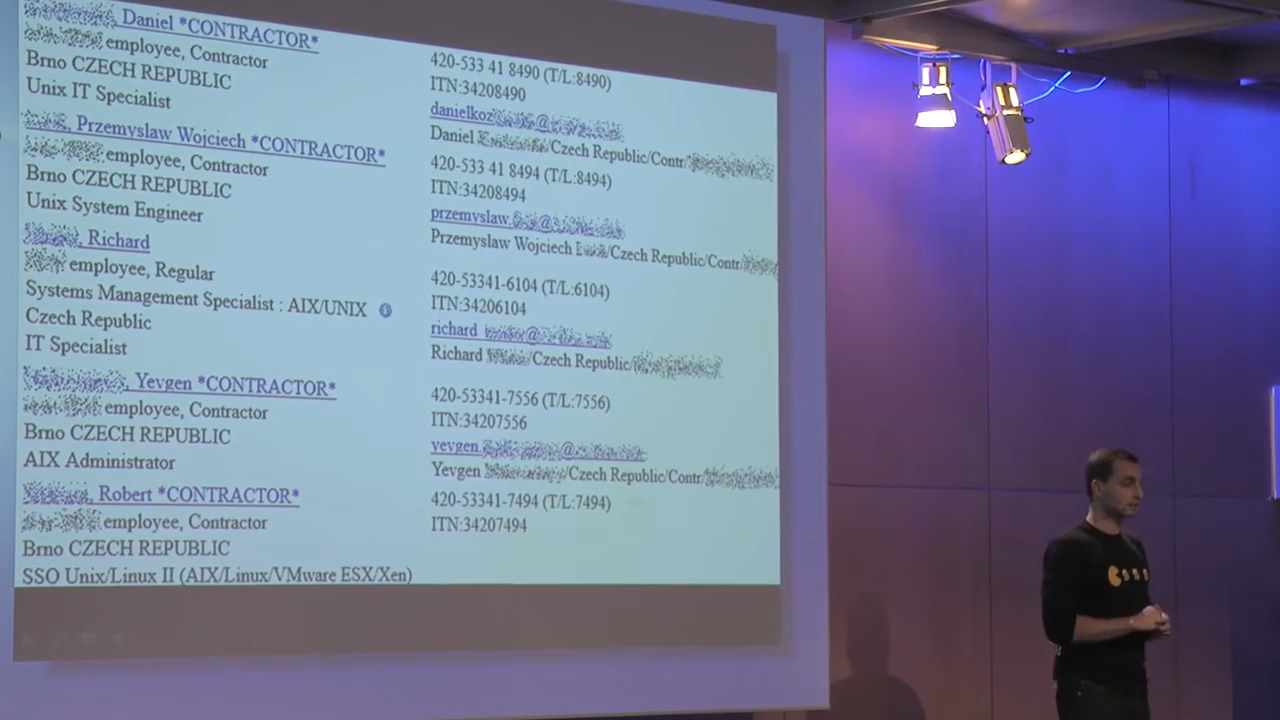 , Daniel *CONTRACTOR*
employee, Contractor
Brno CZECH REPUBLIC
Unix IT Specialist
420-533 41 8490 (T/L:8490)
ITN:34208490
danielkoz
Daniel /Czech Republic/Contr/
, Przemyslaw Wojciech *CONTRACTOR*
employee, Contractor
Brno CZECH REPUBLIC
Unix System Engineer
420-533 41 8494 (T/L:8494)
ITN:34208494
przemyslaw. @
Przemyslaw Wojciech /Czech Republic/Contr/
, Richard
employee, Regular
Systems Management Specialist : AIX/UNIX
Czech Republic
IT Specialist
420-53341-6104 (T/L:6104)
ITN:34206104
richard @
Richard /Czech Republic/
, Yevgen *CONTRACTOR*
employee, Contractor
Brno CZECH REPUBLIC
AIX Administrator
420-53341-7556 (T/L:7556)
ITN:34207556
yevgen. @
Yevgen /Czech Republic/Contr/
, Robert *CONTRACTOR*
employee, Contractor
Brno CZECH REPUBLIC
SSO Unix/Linux II (AIX/Linux/VMware ESX/Xen)
420-53341-7494 (T/L:7494)
ITN:34207494